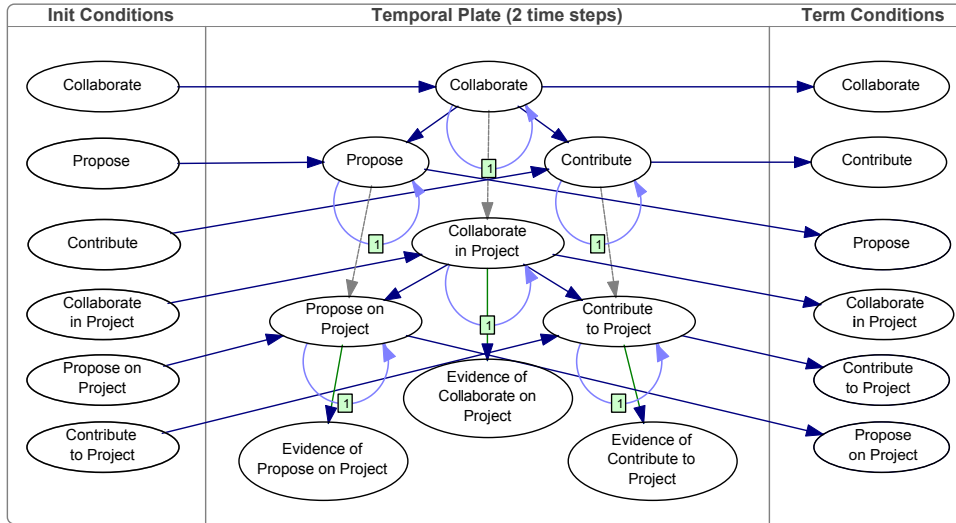 Init Conditions
Temporal Plate (2 time steps)
Term Conditions
Collaborate
Collaborate
Collaborate
Propose
Propose
Contribute
Contribute
1
Contribute
1
Collaborate
in Project
1
Propose
Collaborate
in Project
Propose on
Project
Contribute
to Project
Collaborate
in Project
1
Propose on
Project
Evidence of
Collaborate on
Project
Contribute
to Project
1
1
Contribute
to Project
Evidence of
Propose on Project
Evidence of
Contribute to
Project
Propose
on Project